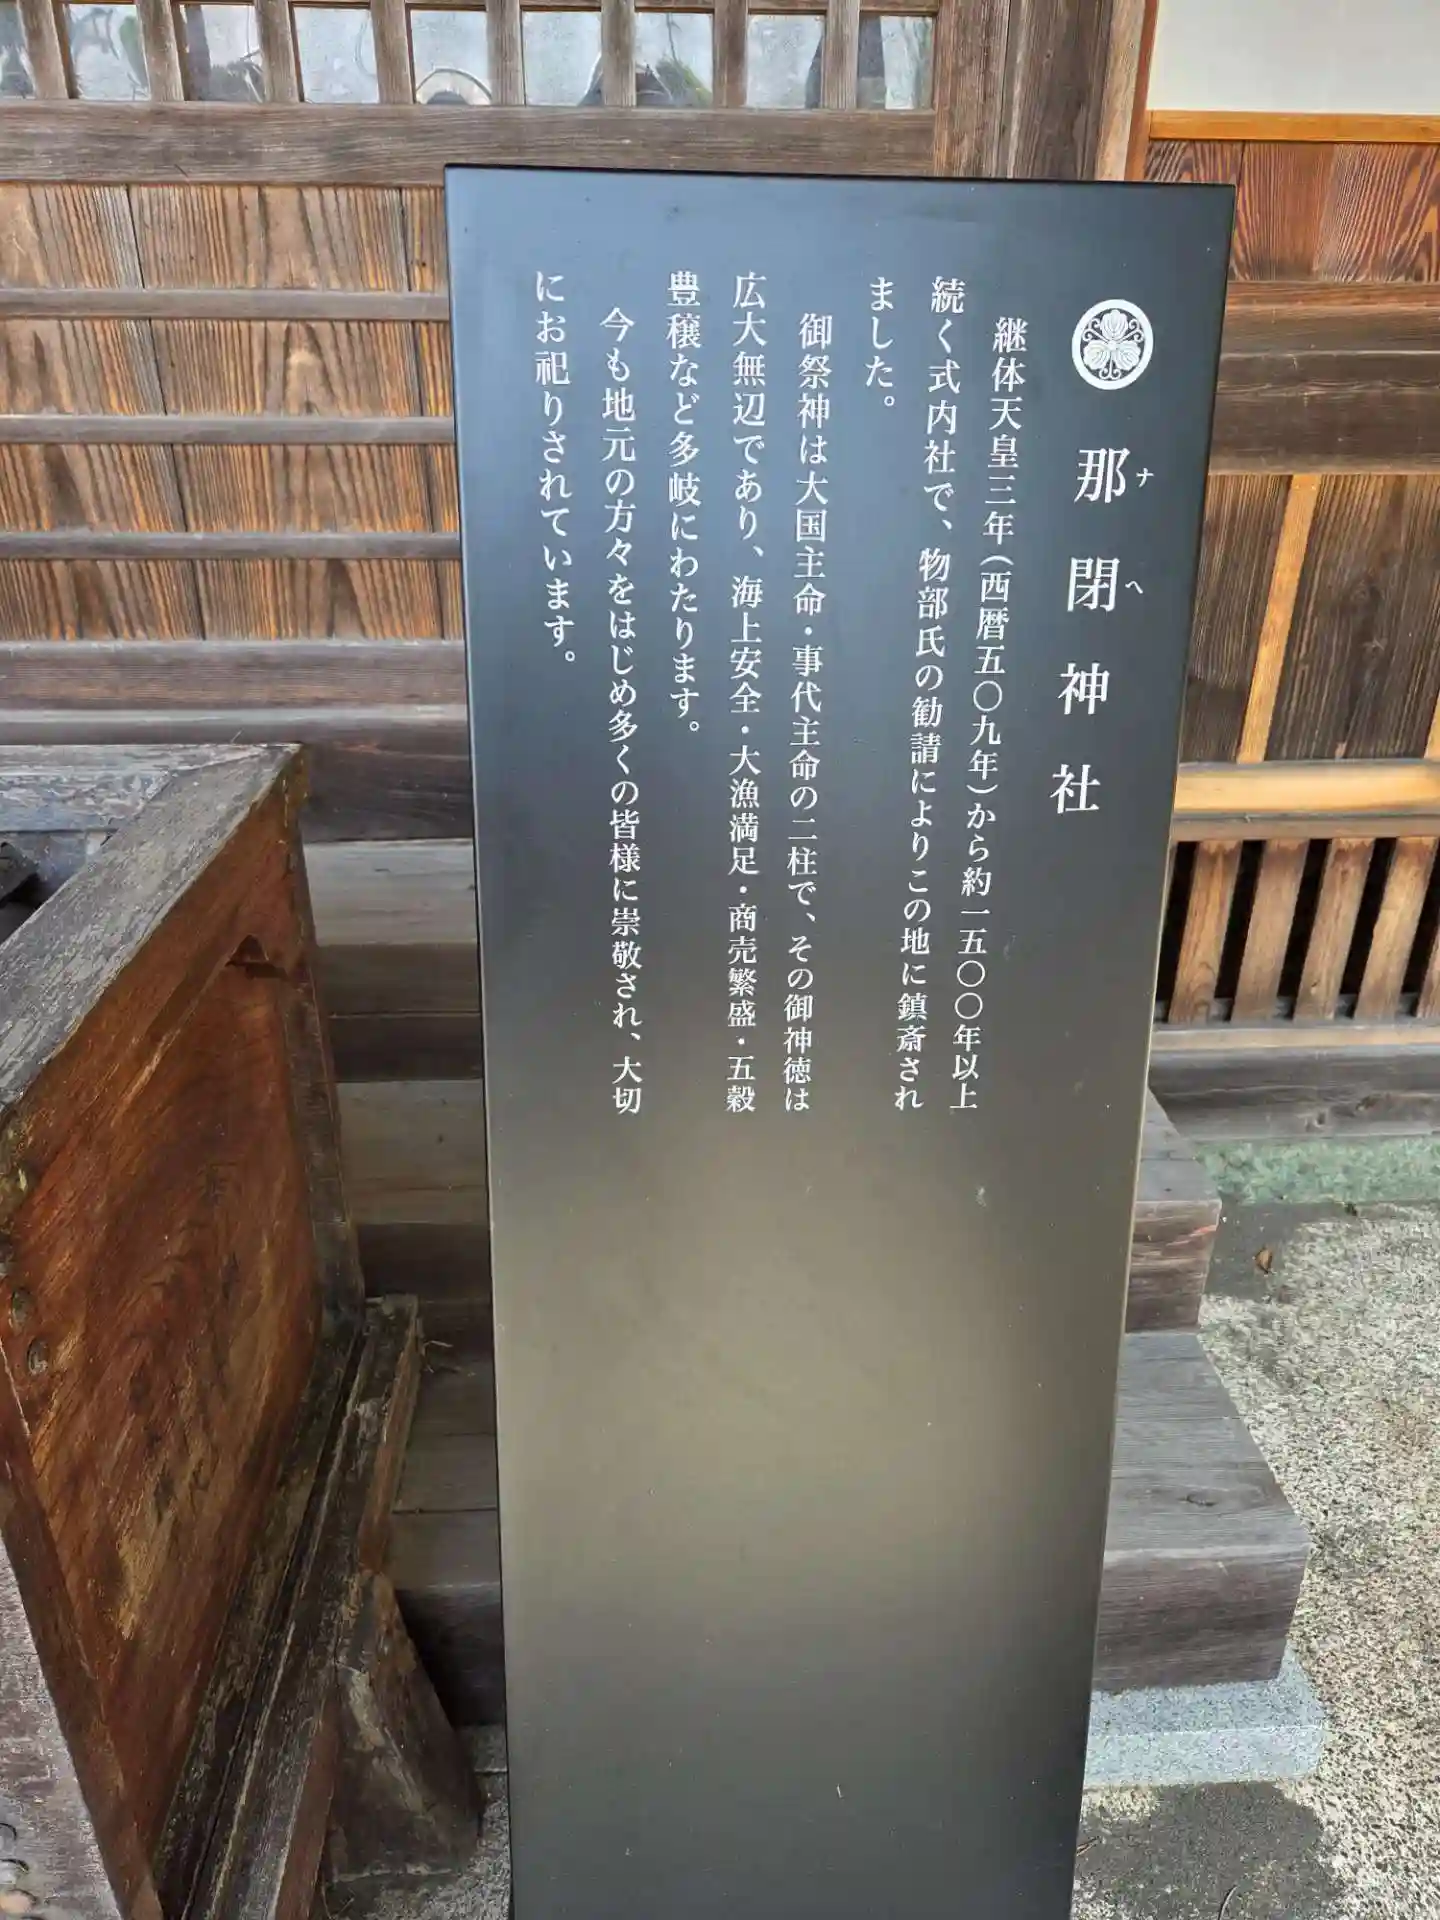 那閉神社
ナヘ
継体天皇三年(西暦五〇九年)から約一五〇〇年以上
続く式内社で、物部氏の勧請によりこの地に鎮斎され
ました。
御祭神は大国主命・事代主命の二柱で、その御神徳は
広大無辺であり、海上安全・大漁満足・商売繁盛・五穀
豊穣など多岐にわたります。
今も地元の方々をはじめ多くの皆様に崇敬され、大切
にお祀りされています。